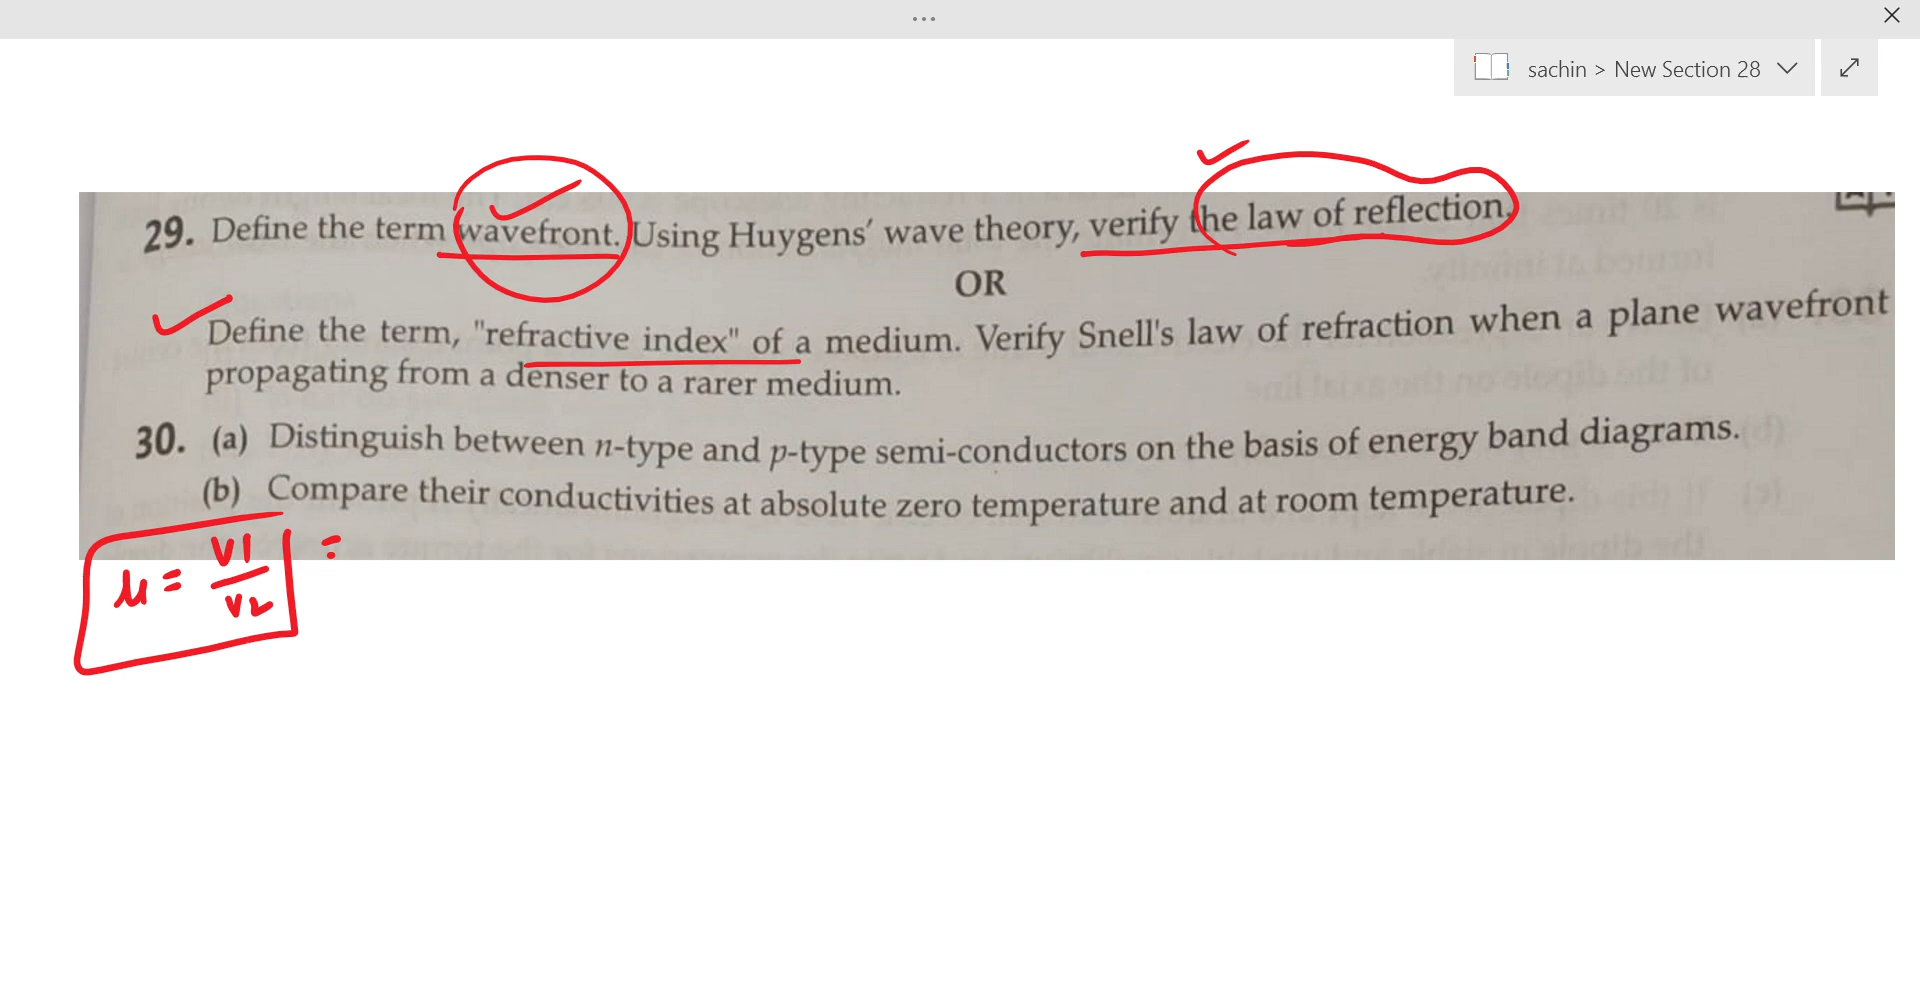 sachin > New Section 28
29. Define the term wavefront. Using Huygens' wave theory, verify the law of reflection.
OR
Define the term, "refractive index" of a medium. Verify Snell's law of refraction when a plane wavefront
propagating from a denser to a rarer medium.
30. (a) Distinguish between n-type and p-type semi-conductors on the basis of energy band diagrams.
(b) Compare their conductivities at absolute zero temperature and at room temperature.
μ = v1/v2 =